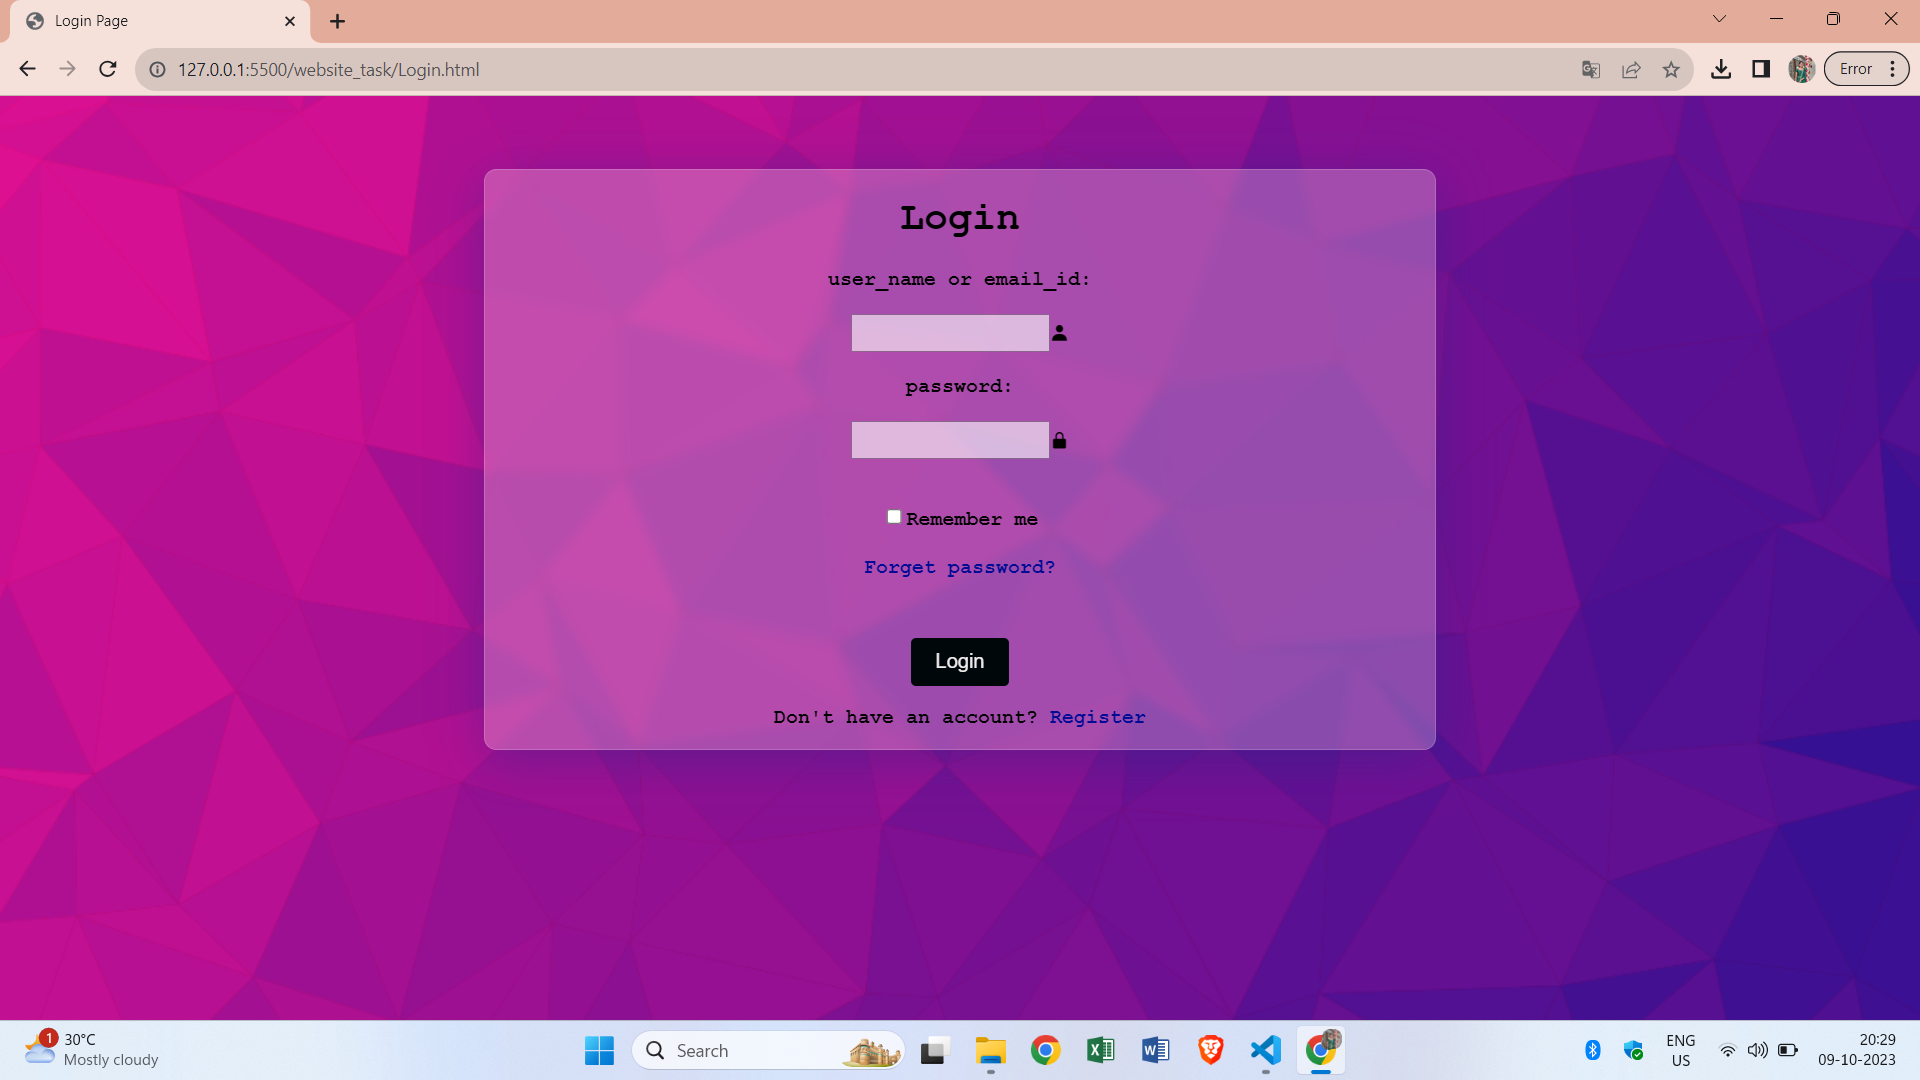 Login Page
127.0.0.1:5500/website_task/Login.html
Error
Login
user_name or email_id:
password:
Remember me
Forget password?
Login
Don't have an account? Register
1
30°C
Mostly cloudy
Search
ENG
US
20:29
09-10-2023